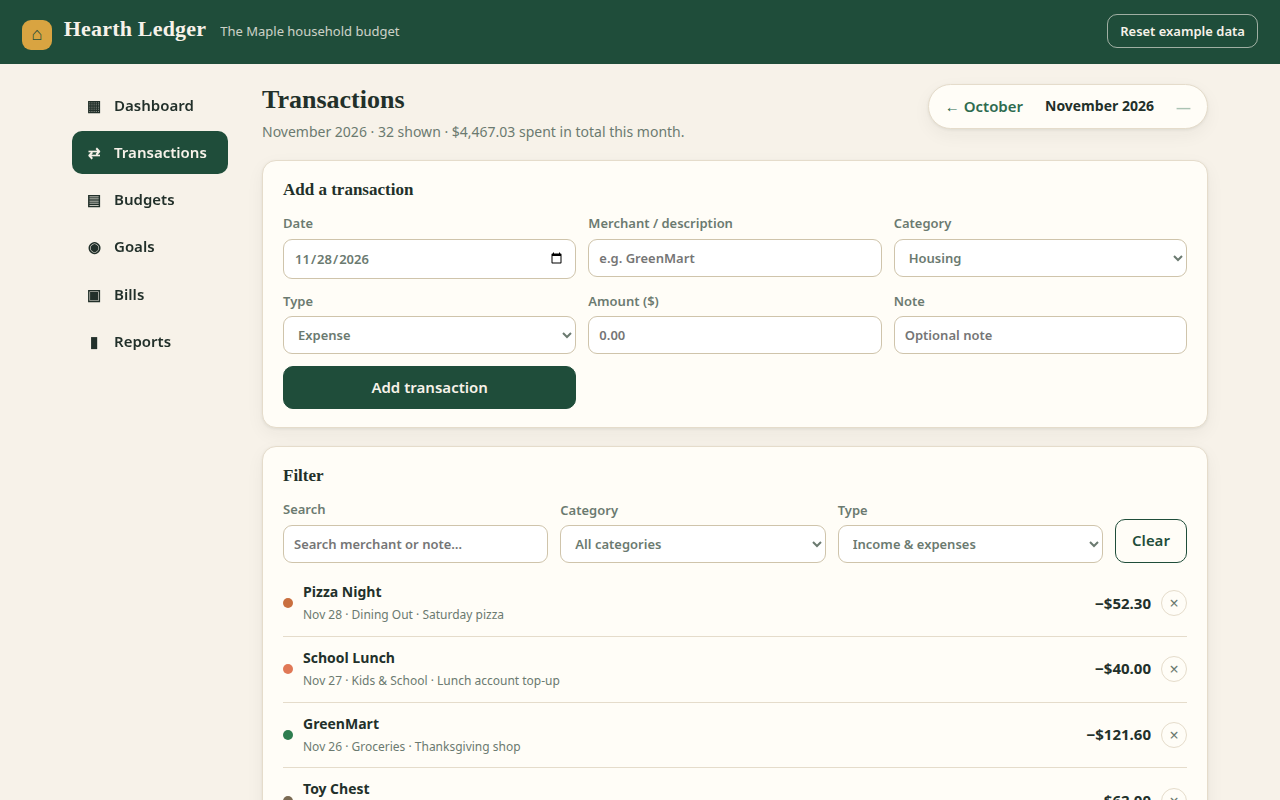 Hearth Ledger
The Maple household budget
Reset example data
Dashboard
Transactions
Budgets
Goals
Bills
Reports
Transactions
November 2026 · 32 shown · $4,467.03 spent in total this month.
← October
November 2026
—
Add a transaction
Date
Merchant / description
Category
11/28/2026
e.g. GreenMart
Housing
Type
Amount ($)
Note
Expense
0.00
Optional note
Add transaction
Filter
Search
Category
Type
Search merchant or note...
All categories
Income & expenses
Clear
Pizza Night
Nov 28 · Dining Out · Saturday pizza
−$52.30
×
School Lunch
Nov 27 · Kids & School · Lunch account top-up
−$40.00
×
GreenMart
Nov 26 · Groceries · Thanksgiving shop
−$121.60
×
Toy Chest